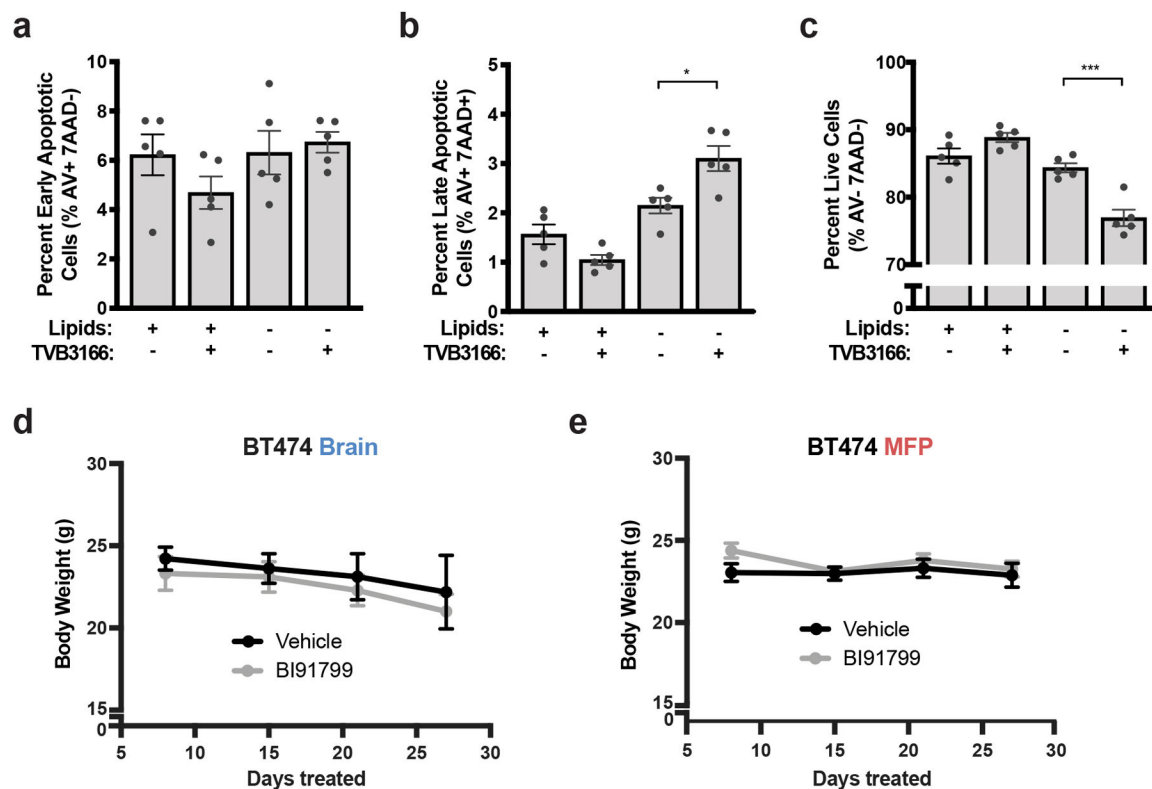 a
Percent Early Apoptotic
Cells (% AV+ 7AAD-)
10
8
6
4
2
0
Lipids: + + - -
TVB3166: - + - +
b
Percent Late Apoptotic
Cells (% AV+ 7AAD+)
5
4
3
2
1
0
*
Lipids: + + - -
TVB3166: - + - +
c
Percent Live Cells
(% AV- 7AAD-)
100
90
80
70
0
***
Lipids: + + - -
TVB3166: - + - +
d
BT474 Brain
Body Weight (g)
30
25
20
15
0
Vehicle
BI91799
5 10 15 20 25 30
Days treated
e
BT474 MFP
Body Weight (g)
30
25
20
15
0
Vehicle
BI91799
5 10 15 20 25 30
Days treated